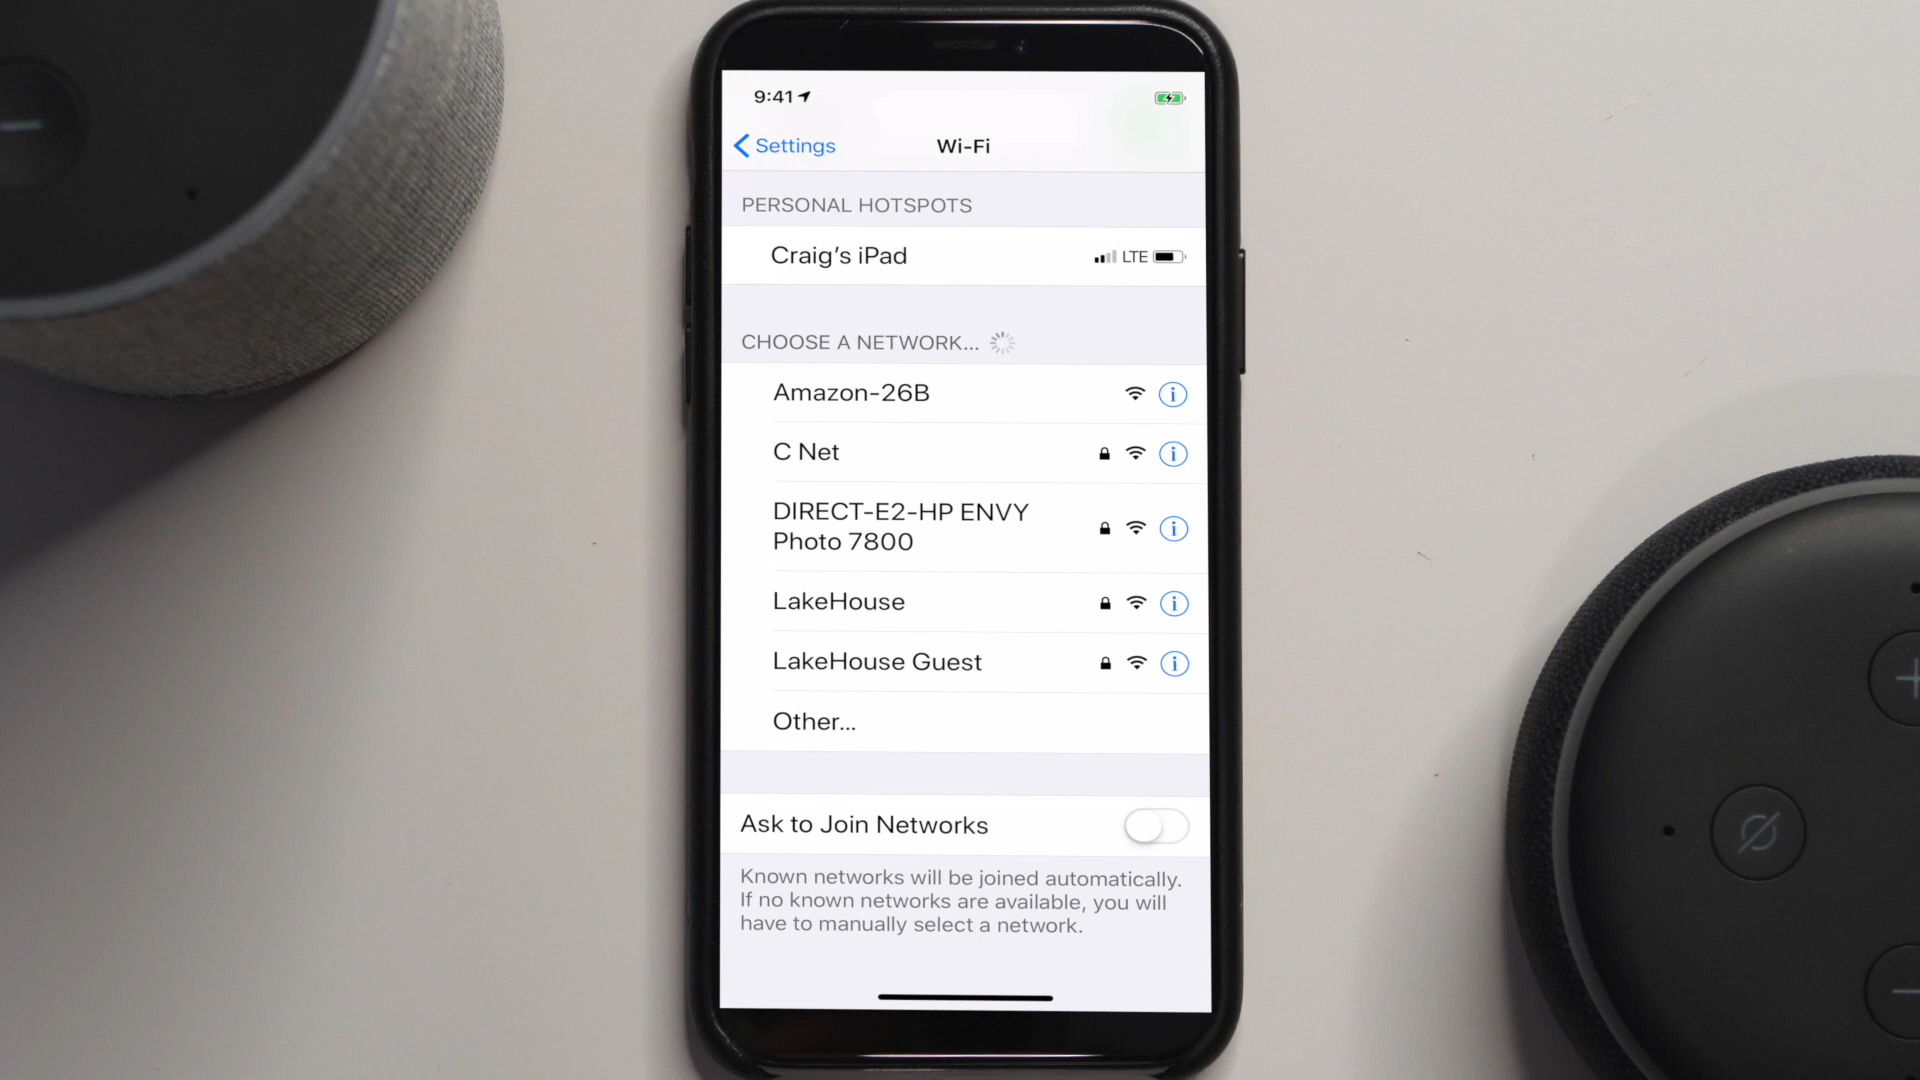 9:41
Settings
Wi-Fi
PERSONAL HOTSPOTS
Craig's iPad
LTE
CHOOSE A NETWORK...
Amazon-26B
C Net
DIRECT-E2-HP ENVY
Photo 7800
LakeHouse
LakeHouse Guest
Other...
Ask to Join Networks
Known networks will be joined automatically.
If no known networks are available, you will
have to manually select a network.